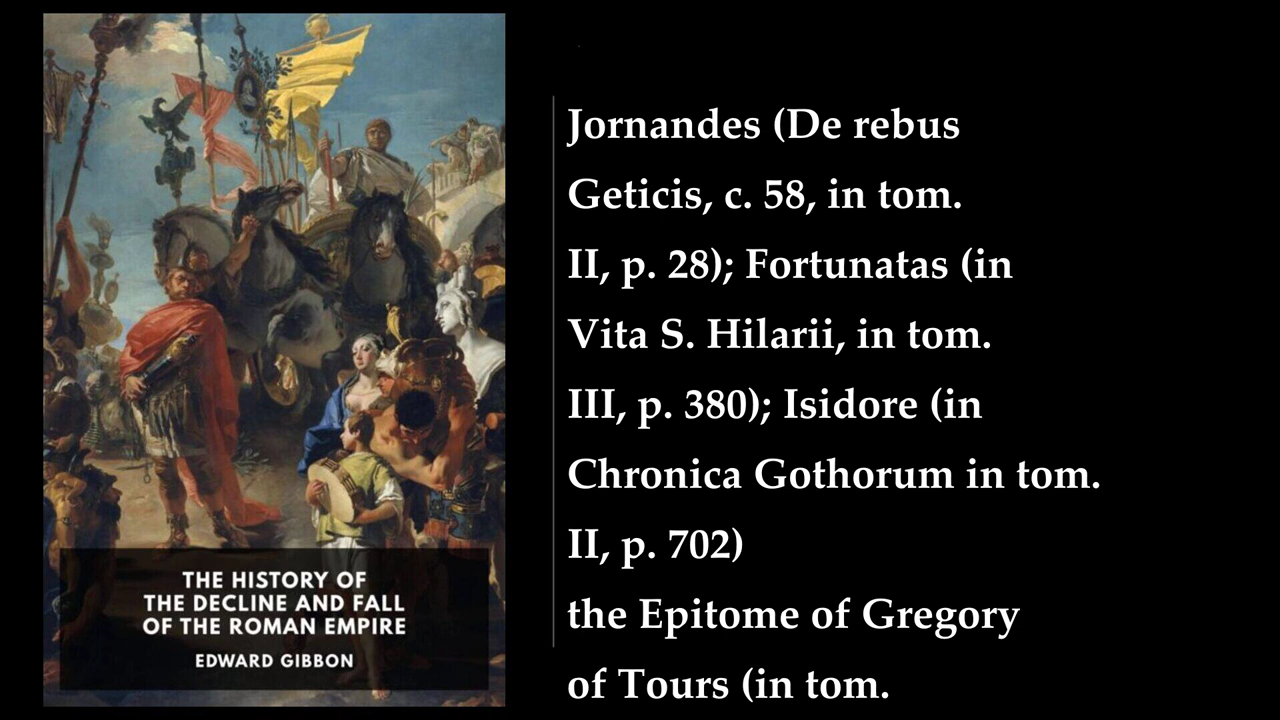 THE HISTORY OF
THE DECLINE AND FALL
OF THE ROMAN EMPIRE
EDWARD GIBBON
Jornandes (De rebus
Geticis, c. 58, in tom.
II, p. 28); Fortunatas (in
Vita S. Hilarii, in tom.
III, p. 380); Isidore (in
Chronica Gothorum in tom.
II, p. 702)
the Epitome of Gregory
of Tours (in tom.